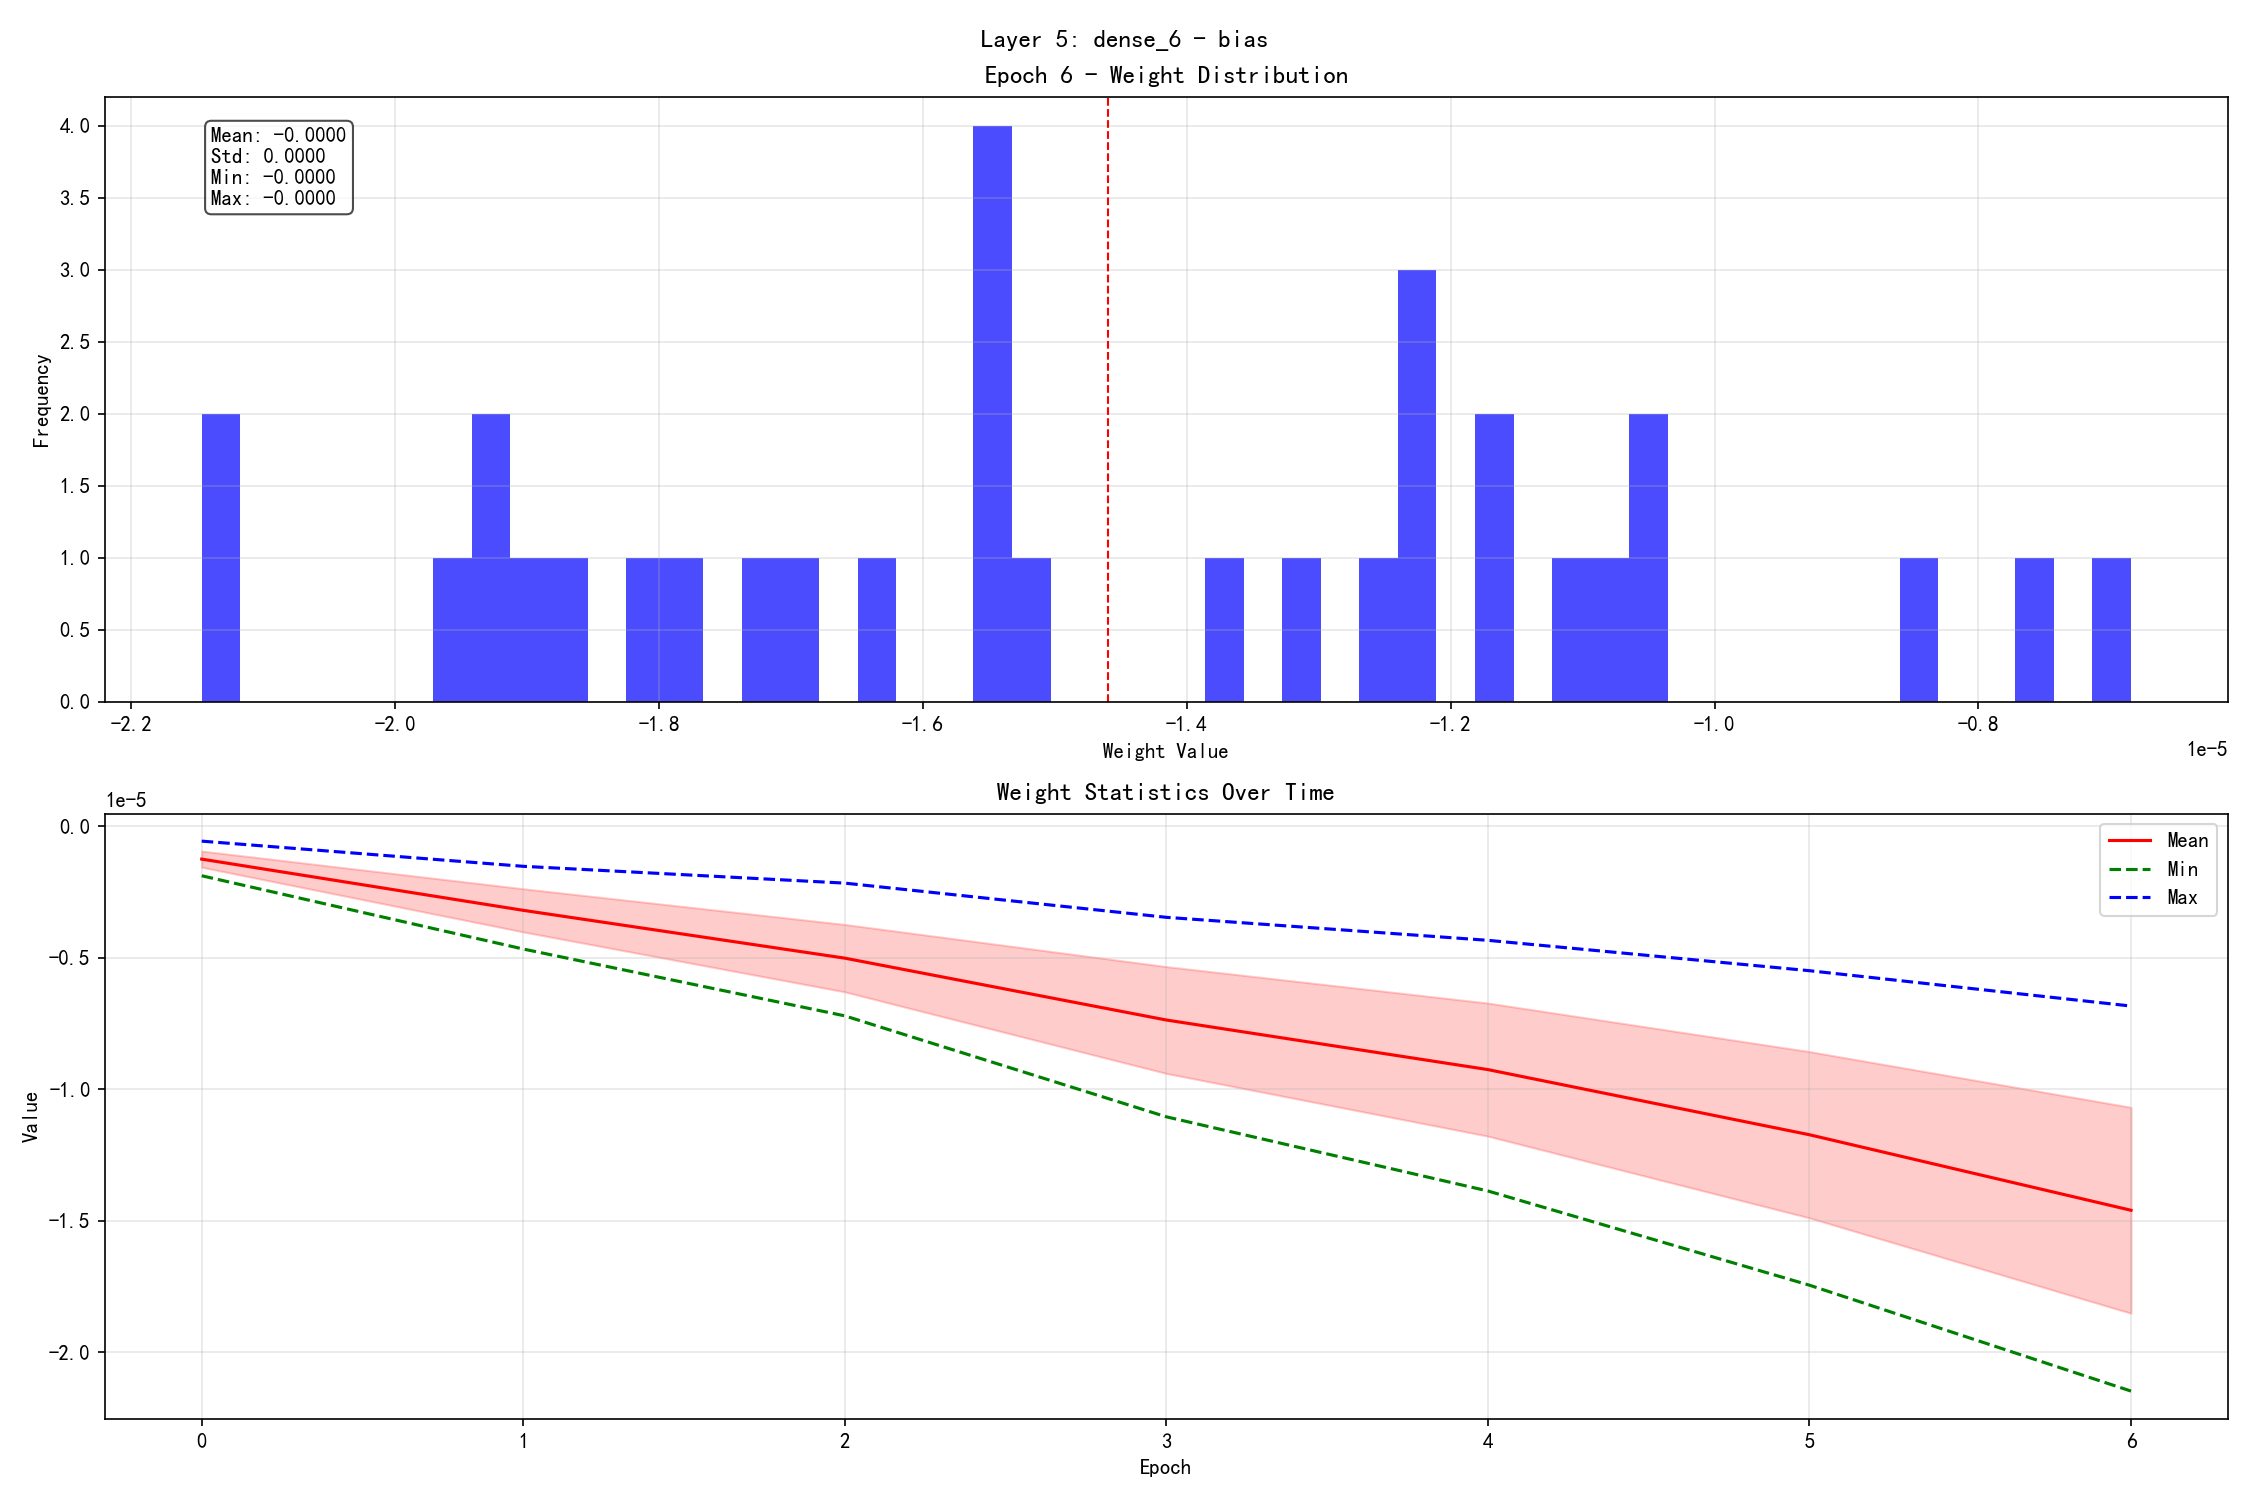 Layer 5: dense_6 − bias
Epoch 6 − Weight Distribution
Mean: −0.0000
Std: 0.0000
Min: −0.0000
Max: −0.0000
4.0
3.5
3.0
2.5
2.0
1.5
1.0
0.5
0.0
Frequency
−2.2 −2.0 −1.8 −1.6 −1.4 −1.2 −1.0 −0.8
Weight Value
1e−5
Weight Statistics Over Time
1e−5
Mean
Min
Max
0.0
−0.5
−1.0
−1.5
−2.0
Value
0 1 2 3 4 5 6
Epoch